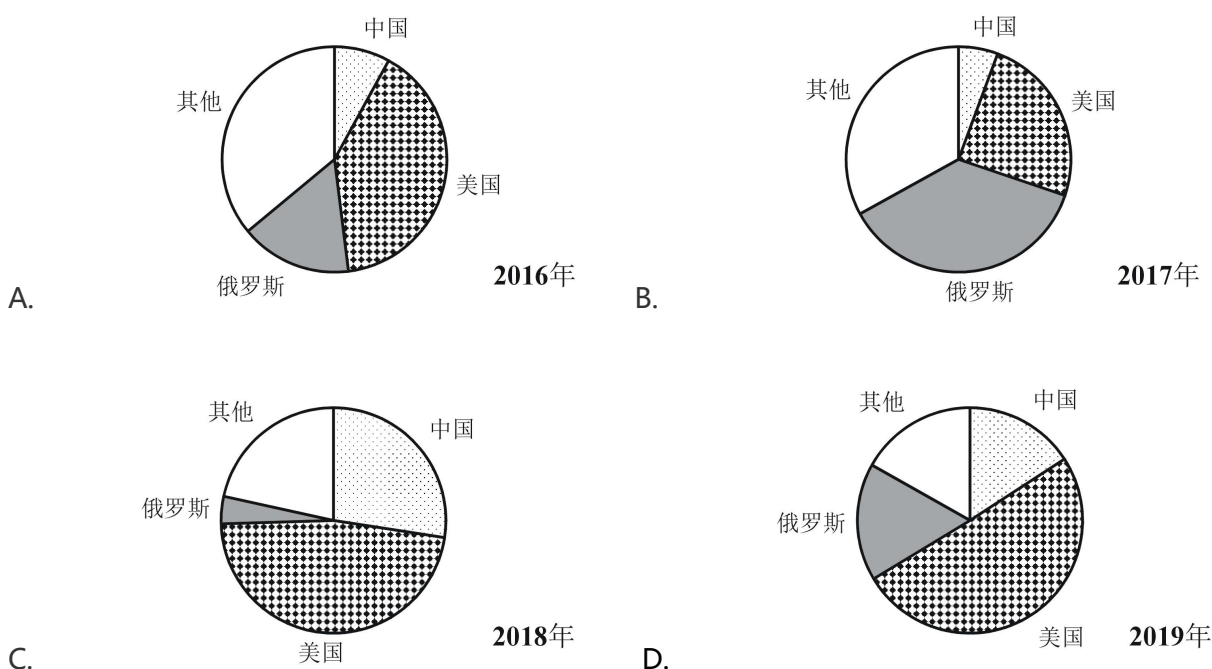 中国
其他
美国
俄罗斯
2016年
A.
中国
其他
美国
俄罗斯
2017年
B.
其他
中国
俄罗斯
美国
2018年
C.
其他
中国
俄罗斯
美国
2019年
D.